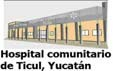 Hospital comunitario
de Ticul, Yucatán